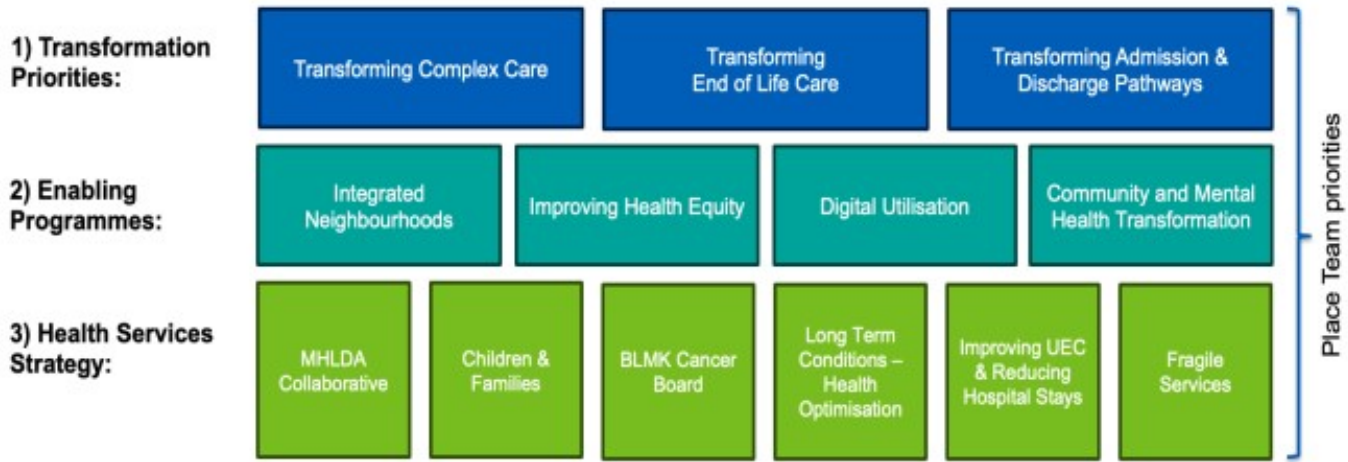 1) Transformation
Priorities:
Transforming Complex Care
Transforming
End of Life Care
Transforming Admission &
Discharge Pathways
2) Enabling
Programmes:
Integrated
Neighbourhoods
Improving Health Equity
Digital Utilisation
Community and Mental
Health Transformation
3) Health Services
Strategy:
MHLDA
Collaborative
Children &
Families
BLMK Cancer
Board
Long Term
Conditions –
Health
Optimisation
Improving UEC
& Reducing
Hospital Stays
Fragile
Services
Place Team priorities